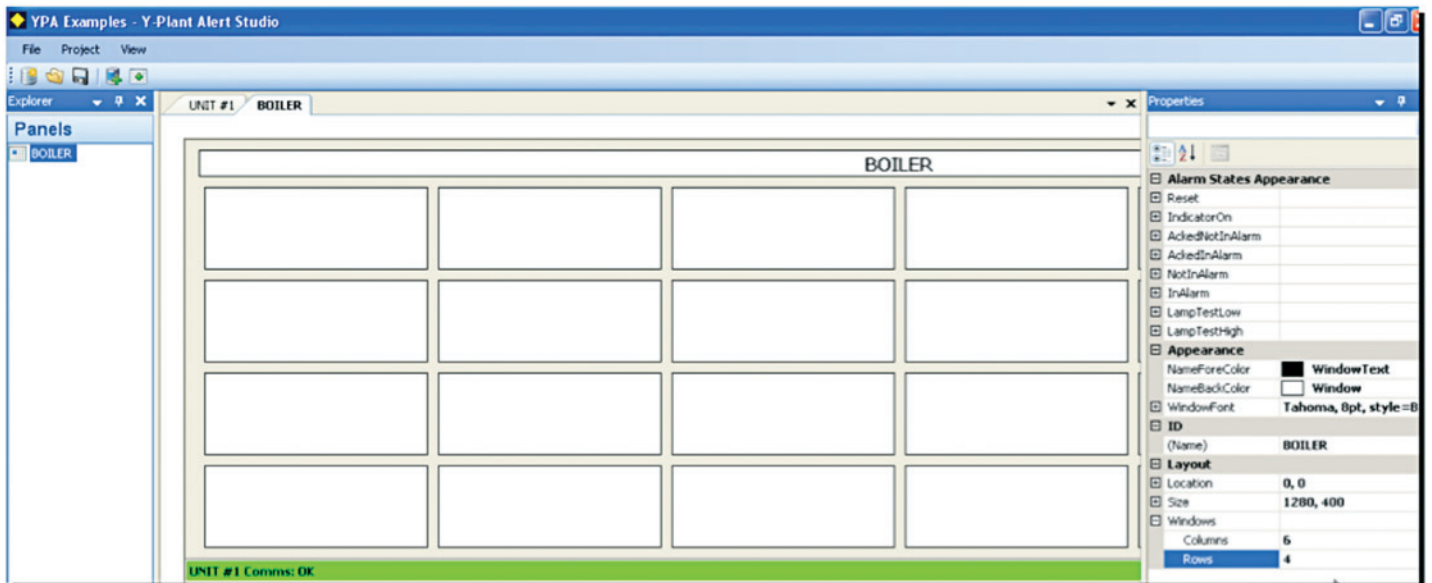 YPA Examples - Y-Plant Alert Studio
File Project View
Explorer
Panels
BOILER
UNIT #1 BOILER
BOILER
UNIT #1 Comms: OK
Properties
Alarm States Appearance
Reset
IndicatorOn
AckedNotInAlarm
AckedInAlarm
NotInAlarm
InAlarm
LampTestLow
LampTestHigh
Appearance
NameForeColor WindowText
NameBackColor Window
WindowFont Tahoma, 8pt, style=B
ID
(Name) BOILER
Layout
Location 0, 0
Size 1280, 400
Windows
Columns 6
Rows 4